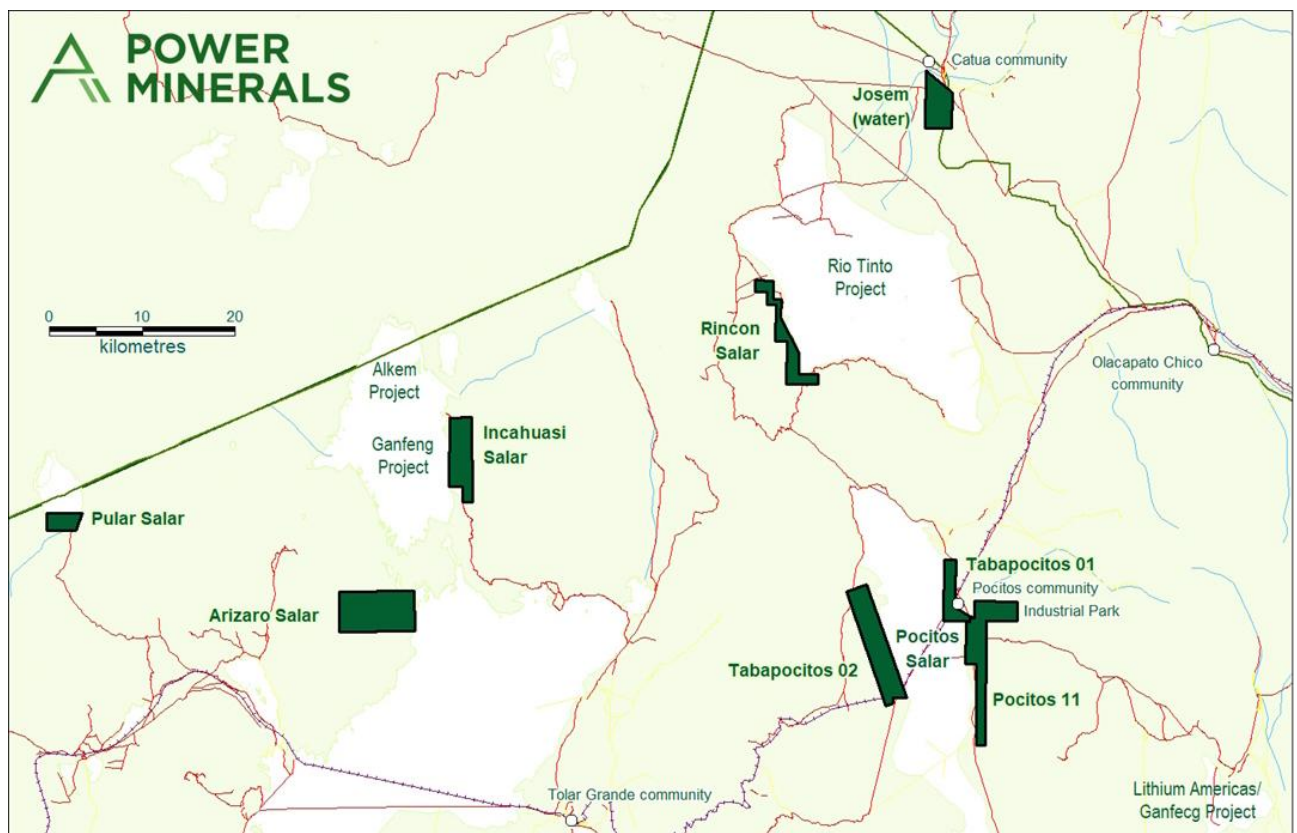 POWER
MINERALS
Catua community
Josem
(water)
Rio Tinto
Project
0 10 20
kilometres
Rincon
Salar
Alkem
Project
Olacapato Chico
community
Ganfeng
Project
Incahuasi
Salar
Pular Salar
Tabapocitos 01
Pocitos community
Industrial Park
Arizaro Salar
Pocitos
Salar
Tabapocitos 02
Pocitos 11
Lithium Americas/
Ganfecg Project
Tolar Grande community